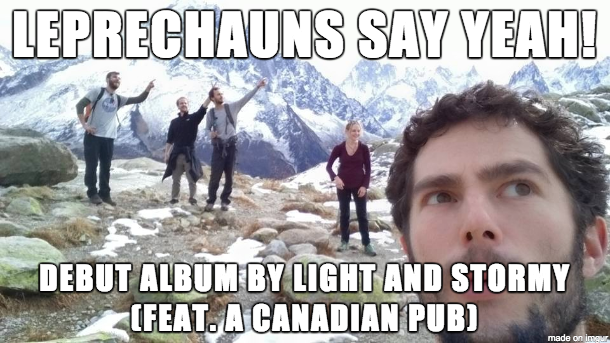 LEPRECHAUNS SAY YEAH!
DEBUT ALBUM BY LIGHT AND STORMY
(FEAT. A CANADIAN PUB)
made on imgur